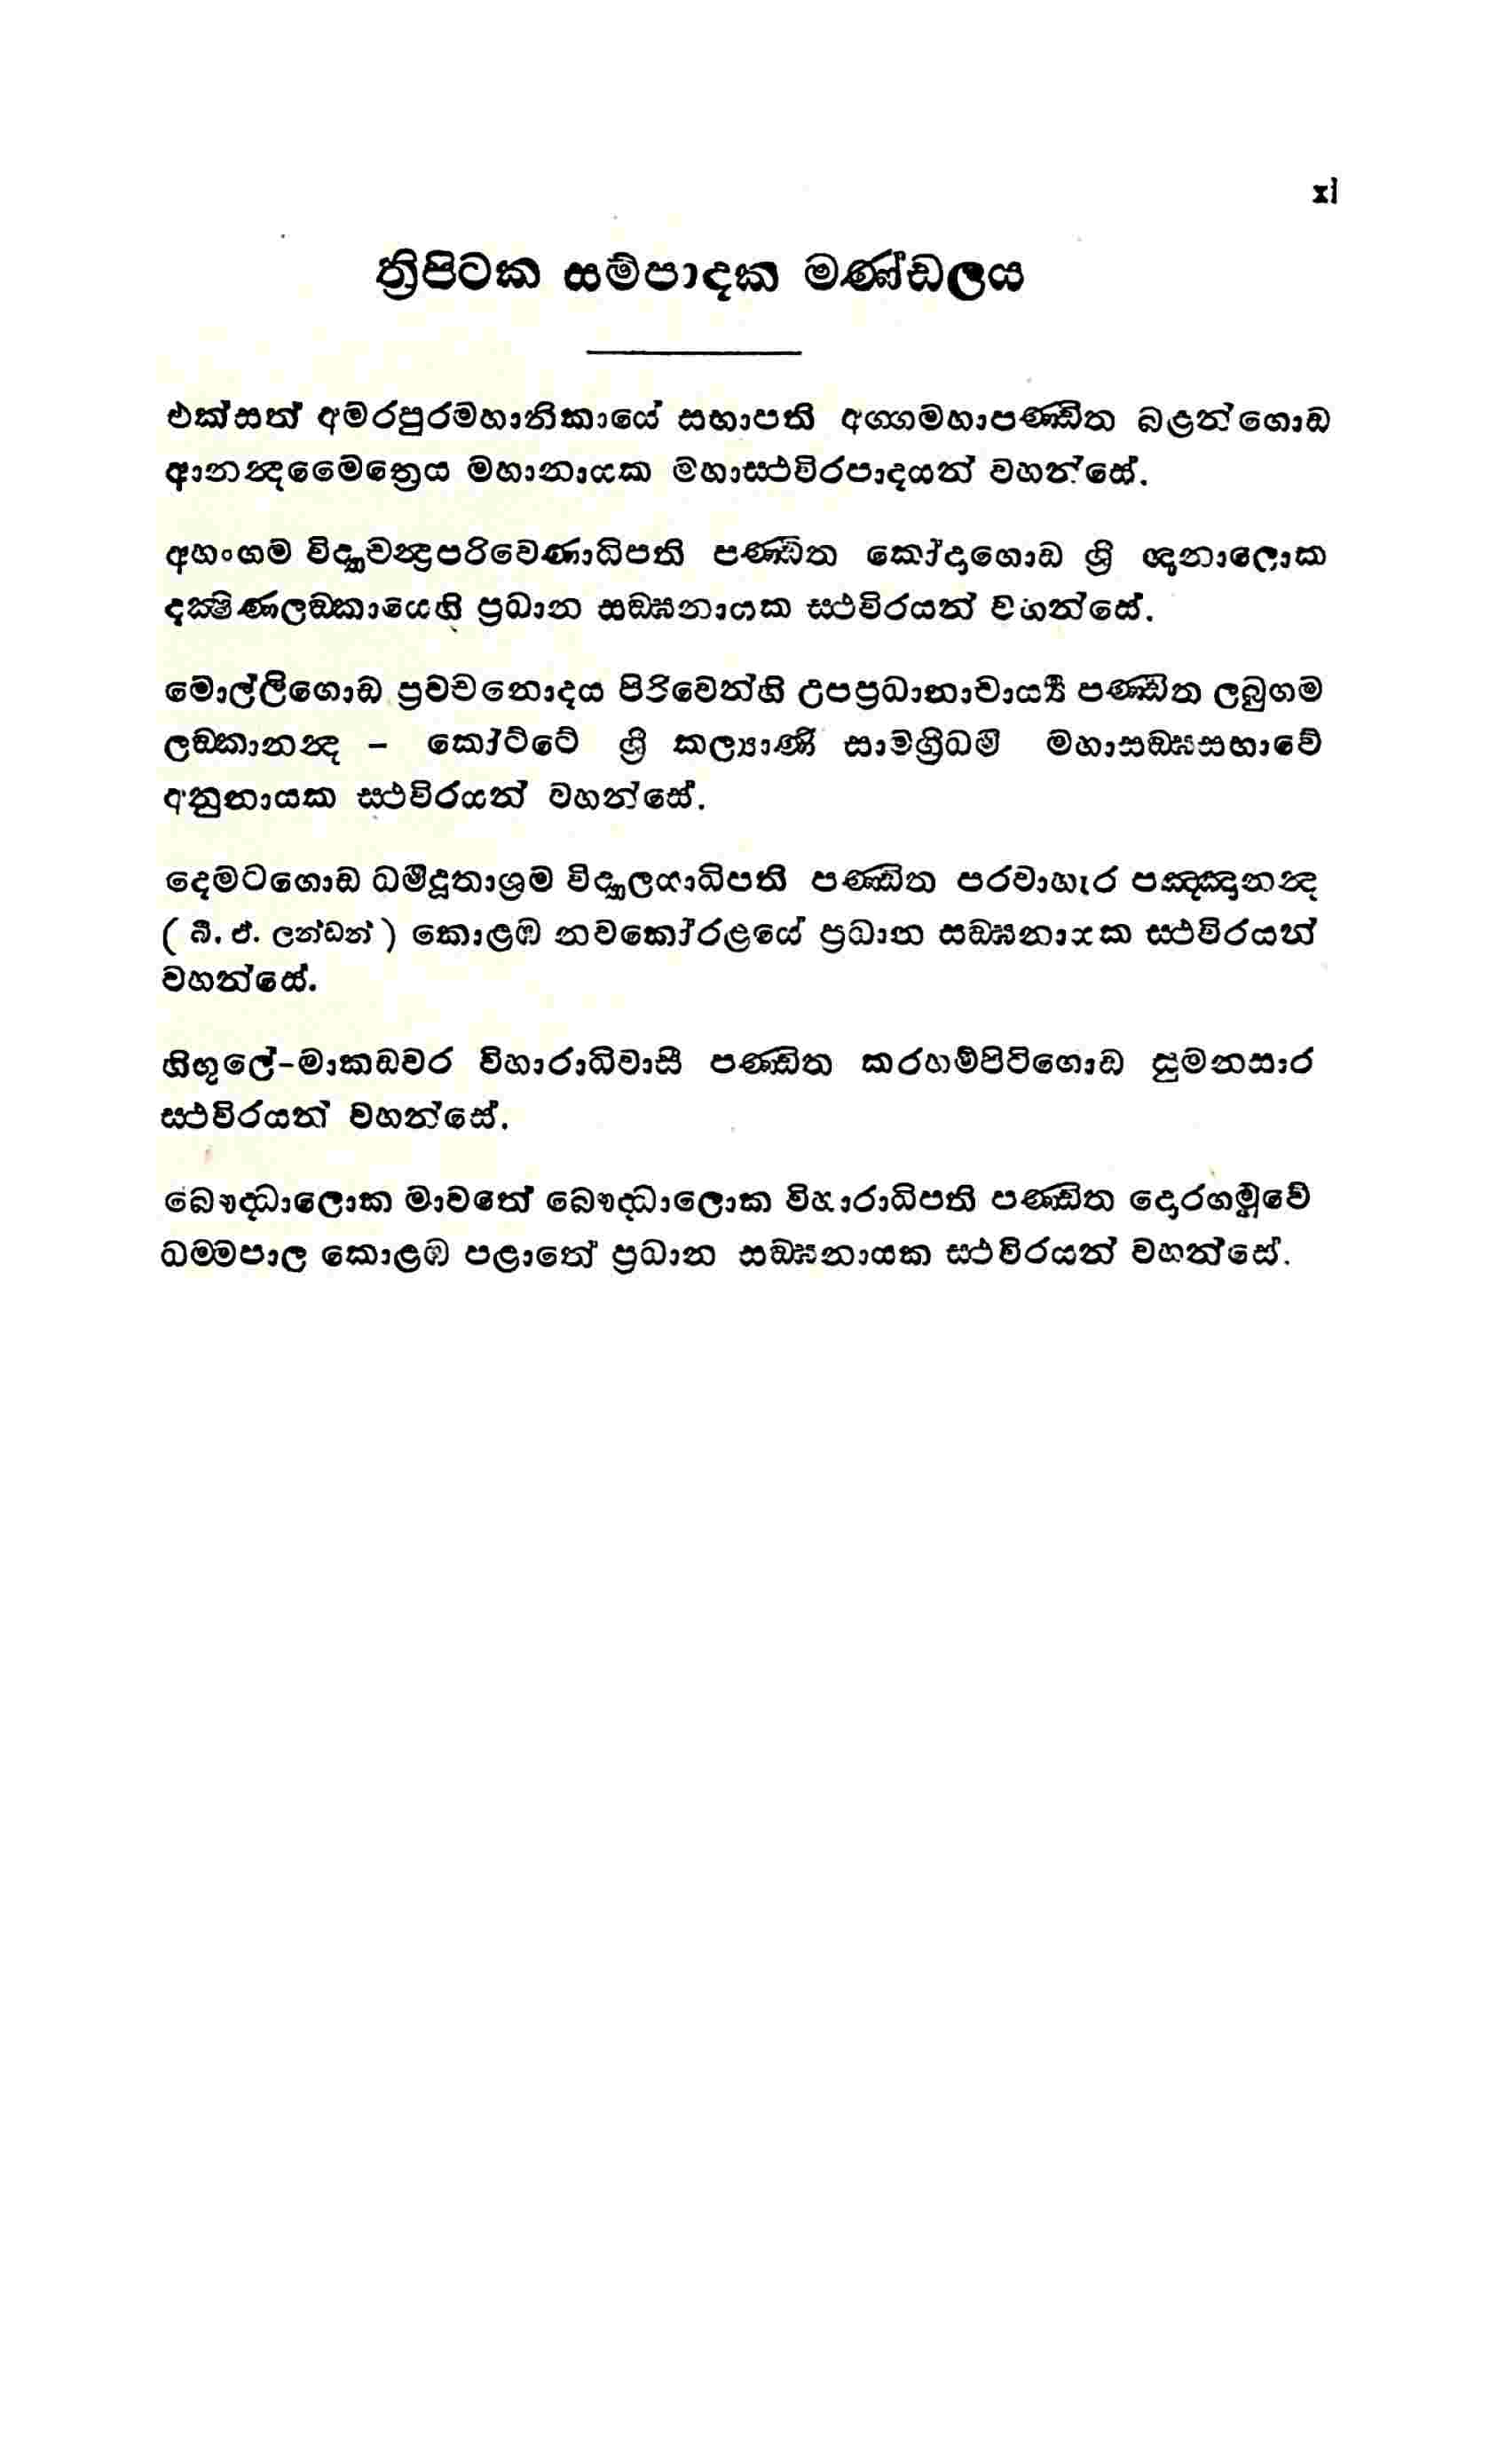 xi
ත්‍රිපිටක සම්පාදක මණ්ඩලය
එක්සත් අමරපුරමහානිකායේ සභාපති අග්ගමහාපණ්ඩිත බළන්ගොඩ
ආනන්‍දමෛත්‍රෙය මහානායක මහාස්ථවිරපාදයන් වහන්සේ.
අහංගම විද්‍යාචන්‍ද්‍රපරිවෙණාධිපති පණ්ඩිත කෝදාගොඩ ශ්‍රී ඥානාලොක
දක්‍ෂිණලඞ්කායෙහි ප්‍රධාන සඞ්ඝනායක ස්ථවිරයන් වහන්සේ.
මොල්ලිගොඩ ප්‍රවචනොදය පිරිවෙන්හි උපප්‍රධානාචාර්‍ය්‍ය පණ්ඩිත ලබුගම
ලඞ්කානන්‍ද – කෝට්ටේ ශ්‍රී කල්‍යාණි සාමග්‍රිධර්ම මහාසඞ්ඝසභාවේ
අනුනායක ස්ථවිරයන් වහන්සේ.
දෙමටගොඩ ධර්මදූතාශ්‍රම විද්‍යාලයාධිපති පණ්ඩිත පරවාහැර පඤ්ඤානන්‍ද
( බී. ඒ. ලන්ඩන් ) කොළඹ නවකෝරළයේ ප්‍රධාන සඞ්ඝනායක ස්ථවිරයන්
වහන්සේ.
හිඟුලේ-මාකඩවර විහාරාධිවාසී පණ්ඩිත කරහම්පිටිගොඩ සුමනසාර
ස්ථවිරයන් වහන්සේ.
බෞද්ධාලොක මාවතේ බෞද්ධාලොක විහාරාධිපති පණ්ඩිත දොරගමුවේ
ධම්මපාල කොළඹ පළාතේ ප්‍රධාන සඞ්ඝනායක ස්ථවිරයන් වහන්සේ.